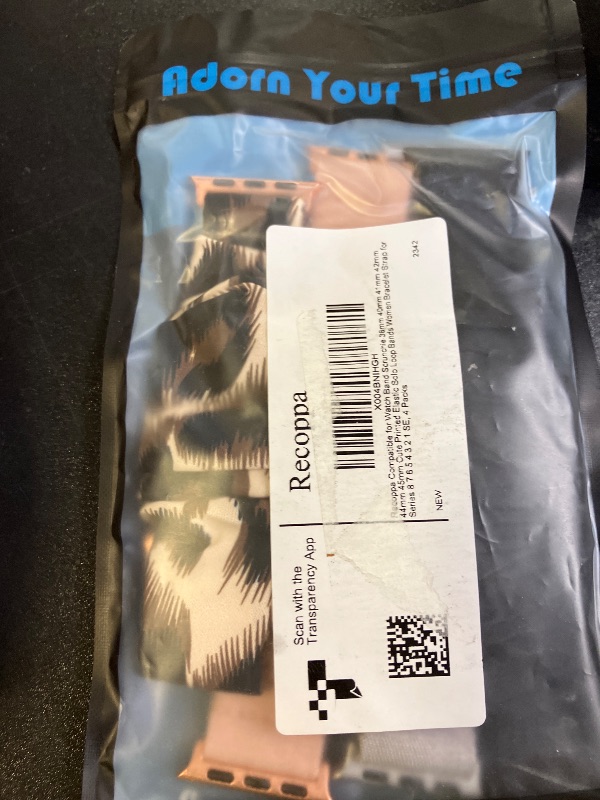 Adorn Your Time
Recoppa
X004BNIHGH
Recoppa Compatible for Watch Band Scrunchie 38mm 40mm 41mm 42mm
44mm 45mm Cute Printed Elastic Solo Loop Bands Women Bracelet Strap for
Series 8 7 6 5 4 3 2 1 SE, 4 Packs
NEW
2342
Scan with the
Transparency App